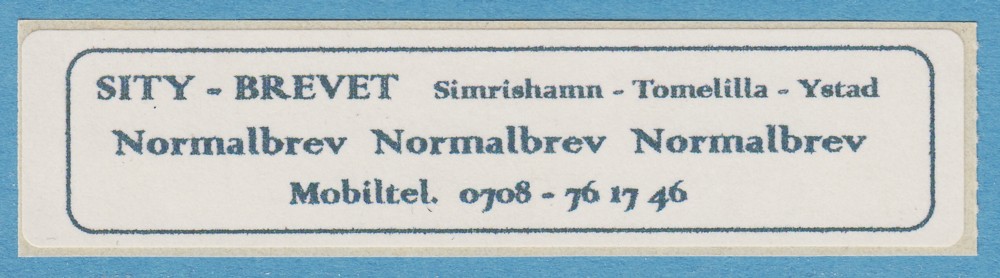 SITY - BREVET Simrishamn - Tomelilla - Ystad
Normalbrev Normalbrev Normalbrev
Mobiltel. 0708 - 76 17 46